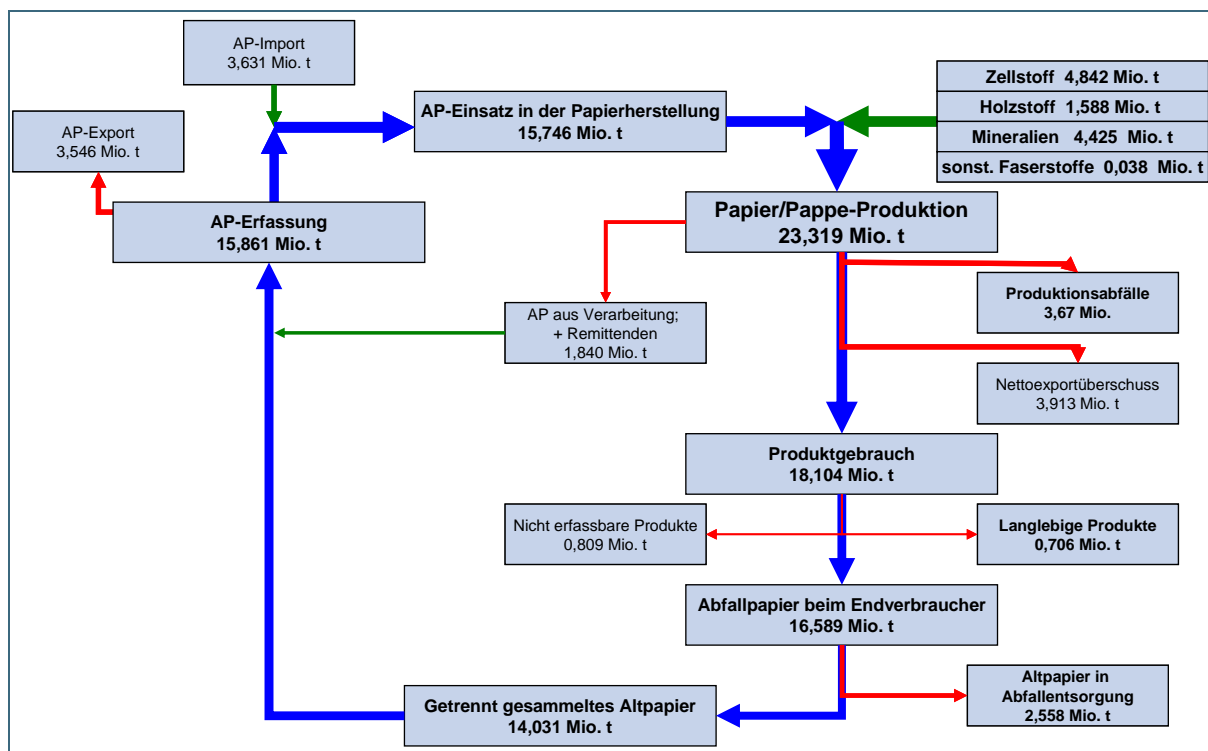 AP-Import
3,631 Mio. t
AP-Export
3,546 Mio. t
AP-Einsatz in der Papierherstellung
15,746 Mio. t
Zellstoff 4,842 Mio. t
Holzstoff 1,588 Mio. t
Mineralien 4,425 Mio. t
sonst. Faserstoffe 0,038 Mio. t
AP-Erfassung
15,861 Mio. t
Papier/Pappe-Produktion
23,319 Mio. t
AP aus Verarbeitung;
+ Remittenden
1,840 Mio. t
Produktionsabfälle
3,67 Mio.
Nettoexportüberschuss
3,913 Mio. t
Produktgebrauch
18,104 Mio. t
Nicht erfassbare Produkte
0,809 Mio. t
Langlebige Produkte
0,706 Mio. t
Abfallpapier beim Endverbraucher
16,589 Mio. t
Getrennt gesammeltes Altpapier
14,031 Mio. t
Altpapier in
Abfallentsorgung
2,558 Mio. t